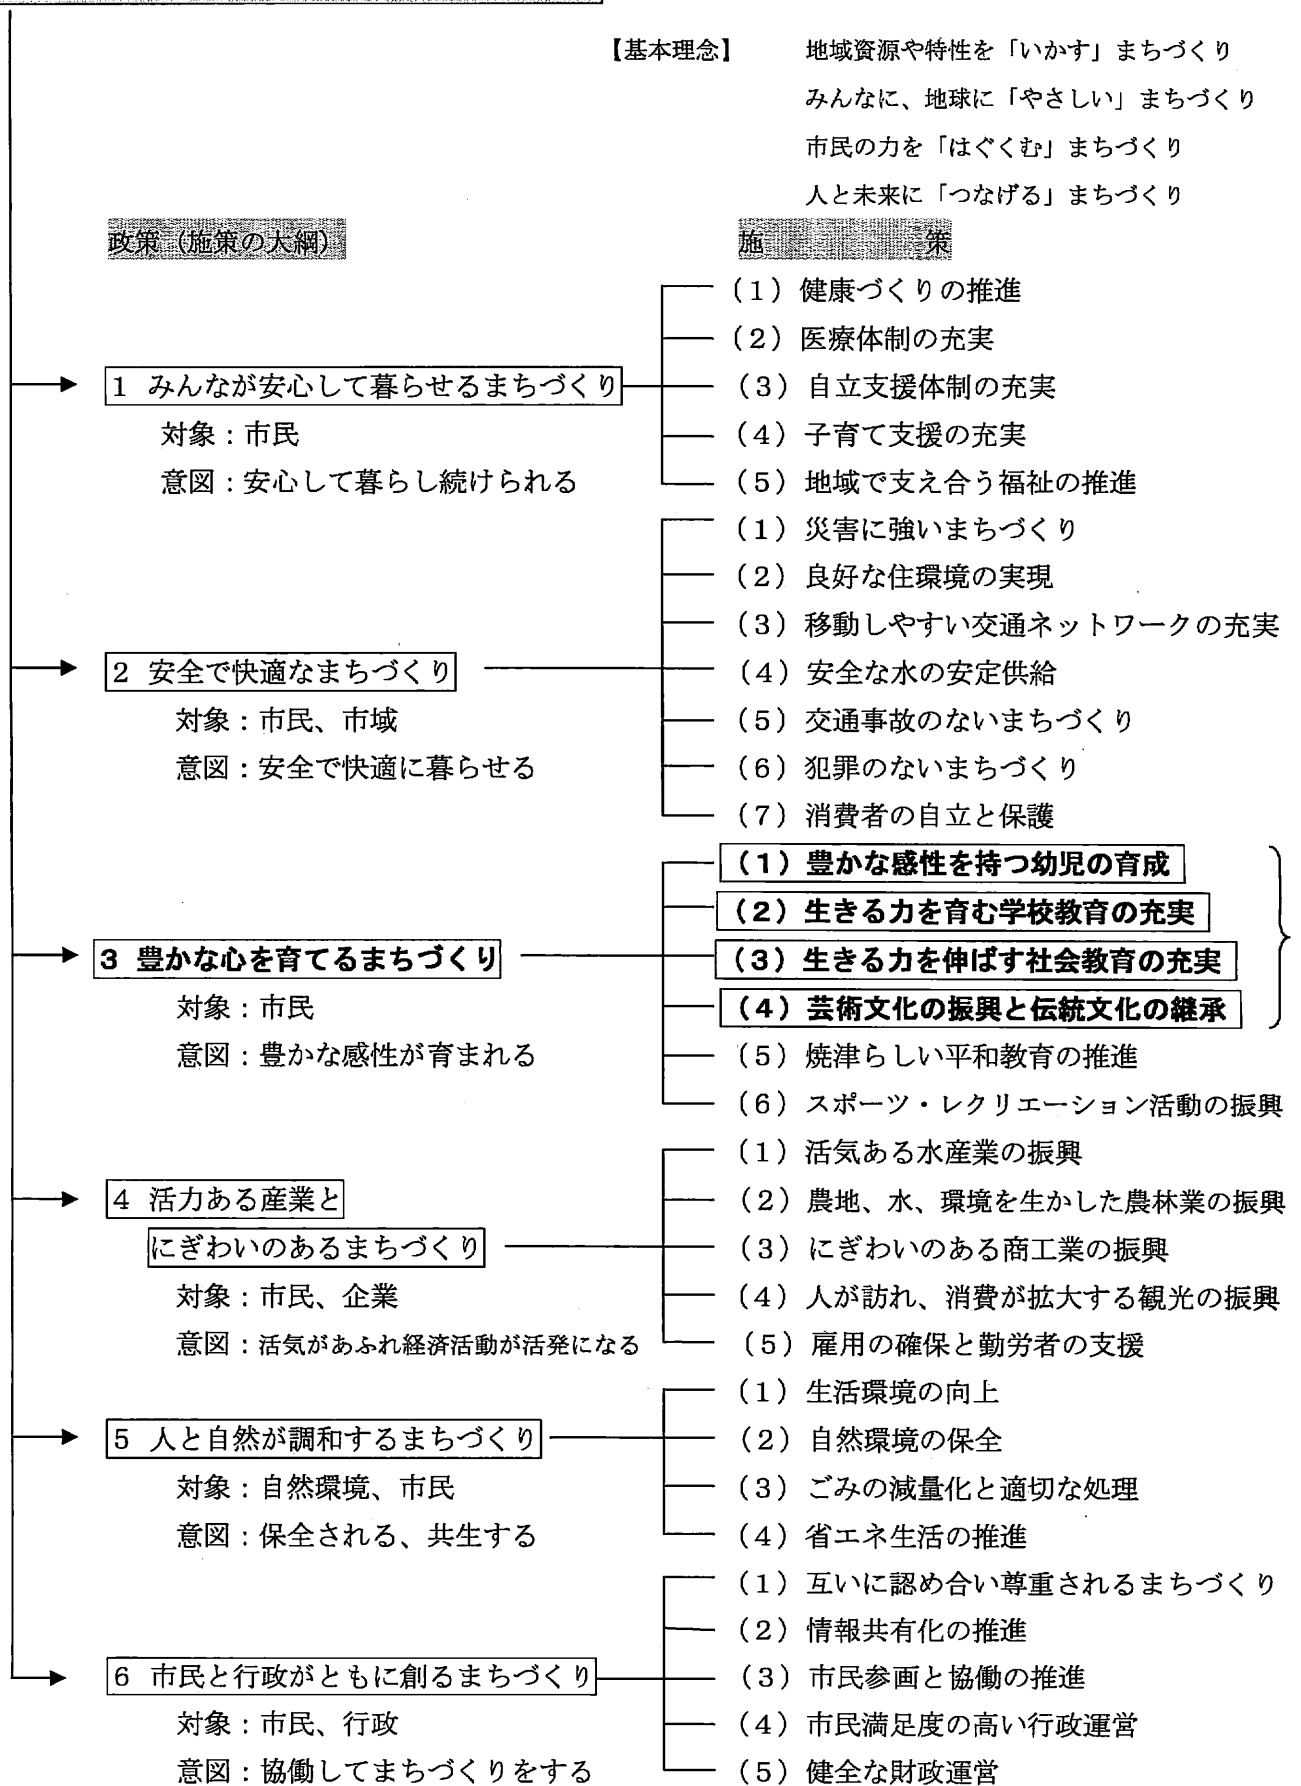 【基本理念】 地域資源や特性を「いかす」まちづくり
みんなに、地球に「やさしい」まちづくり
市民の力を「はぐくむ」まちづくり
人と未来に「つなげる」まちづくり
政策（施策の大綱） 施 策
1 みんなが安心して暮らせるまちづくり
対象：市民
意図：安心して暮らし続けられる
（1）健康づくりの推進
（2）医療体制の充実
（3）自立支援体制の充実
（4）子育て支援の充実
（5）地域で支え合う福祉の推進
2 安全で快適なまちづくり
対象：市民、市域
意図：安全で快適に暮らせる
（1）災害に強いまちづくり
（2）良好な住環境の実現
（3）移動しやすい交通ネットワークの充実
（4）安全な水の安定供給
（5）交通事故のないまちづくり
（6）犯罪のないまちづくり
（7）消費者の自立と保護
3 豊かな心を育てるまちづくり
対象：市民
意図：豊かな感性が育まれる
（1）豊かな感性を持つ幼児の育成
（2）生きる力を育む学校教育の充実
（3）生きる力を伸ばす社会教育の充実
（4）芸術文化の振興と伝統文化の継承
（5）焼津らしい平和教育の推進
（6）スポーツ・レクリエーション活動の振興
4 活力ある産業と
にぎわいのあるまちづくり
対象：市民、企業
意図：活気があふれ経済活動が活発になる
（1）活気ある水産業の振興
（2）農地、水、環境を生かした農林業の振興
（3）にぎわいのある商工業の振興
（4）人が訪れ、消費が拡大する観光の振興
（5）雇用の確保と勤労者の支援
5 人と自然が調和するまちづくり
対象：自然環境、市民
意図：保全される、共生する
（1）生活環境の向上
（2）自然環境の保全
（3）ごみの減量化と適切な処理
（4）省エネ生活の推進
6 市民と行政がともに創るまちづくり
対象：市民、行政
意図：協働してまちづくりをする
（1）互いに認め合い尊重されるまちづくり
（2）情報共有化の推進
（3）市民参画と協働の推進
（4）市民満足度の高い行政運営
（5）健全な財政運営